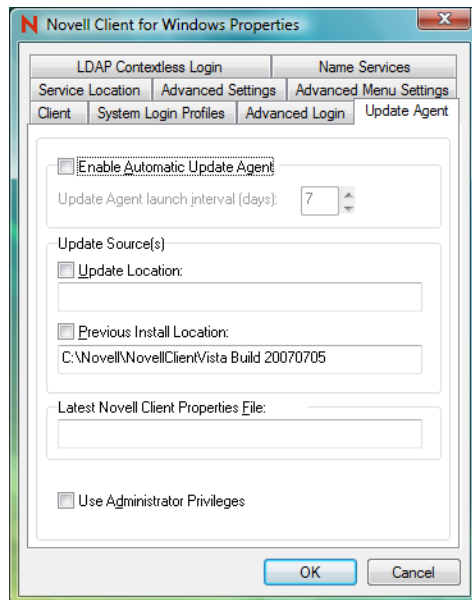 Novell Client for Windows Properties
LDAP Contextless Login Name Services
Service Location Advanced Settings Advanced Menu Settings
Client System Login Profiles Advanced Login Update Agent
Enable Automatic Update Agent
Update Agent launch interval (days): 7
Update Source(s)
Update Location:
Previous Install Location:
C:\Novell\NovellClientVista Build 20070705
Latest Novell Client Properties File:
Use Administrator Privileges
OK Cancel